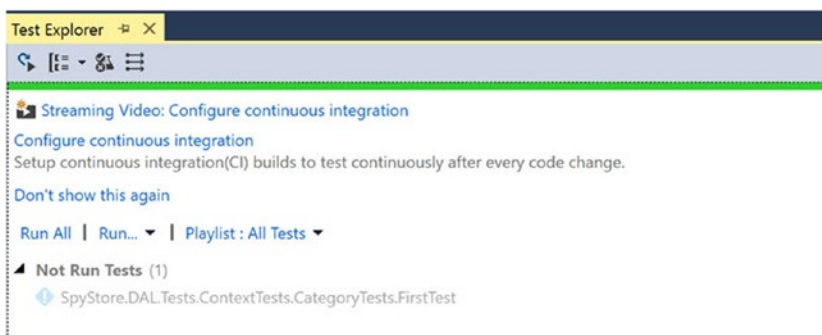 Test Explorer
Streaming Video: Configure continuous integration
Configure continuous integration
Setup continuous integration(CI) builds to test continuously after every code change.
Don't show this again
Run All | Run... | Playlist : All Tests
Not Run Tests (1)
SpyStore.DAL.Tests.ContextTests.CategoryTests.FirstTest